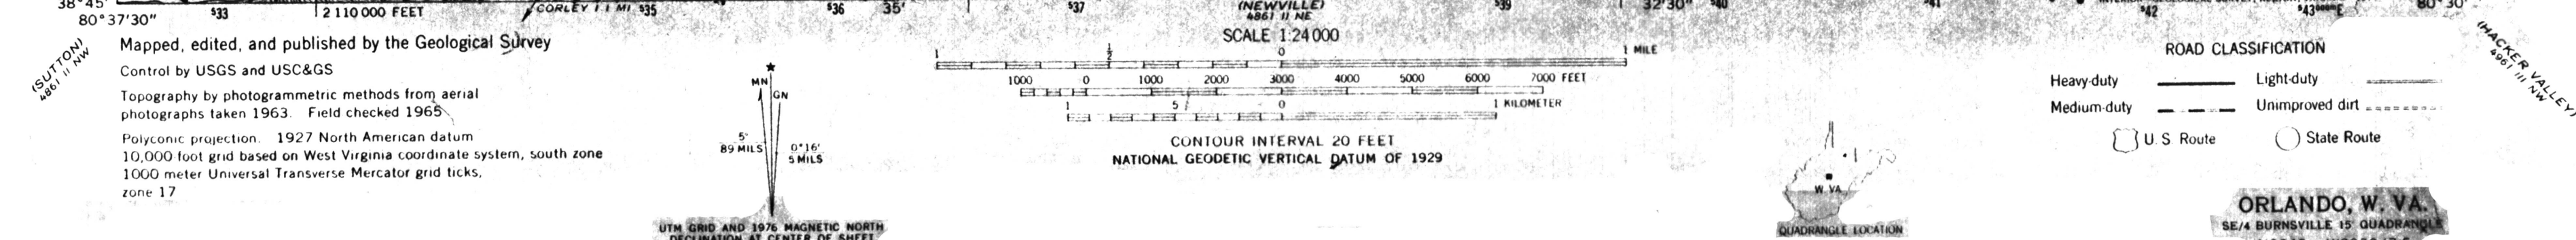 38°45'
80°37'30"
533
2 110 000 FEET
CORLEY 1.1 MI.
535
536
35'
537
(NEWVILLE)
4861 II NE
539
32'30"
540
541
542
543000m E
80°30'
(SUTTON)
4861 II NW
(HACKER VALLEY)
4961 III NW
Mapped, edited, and published by the Geological Survey
Control by USGS and USC&GS
Topography by photogrammetric methods from aerial
photographs taken 1963. Field checked 1965
Polyconic projection. 1927 North American datum
10,000 foot grid based on West Virginia coordinate system, south zone
1000 meter Universal Transverse Mercator grid ticks,
zone 17
MN
GN
5°
89 MILS
0°16'
5 MILS
UTM GRID AND 1976 MAGNETIC NORTH
DECLINATION AT CENTER OF SHEET
SCALE 1:24 000
1 ½ 0 1 MILE
1000 0 1000 2000 3000 4000 5000 6000 7000 FEET
1 5 0 1 KILOMETER
CONTOUR INTERVAL 20 FEET
NATIONAL GEODETIC VERTICAL DATUM OF 1929
W. VA.
QUADRANGLE LOCATION
ROAD CLASSIFICATION
Heavy-duty Light-duty
Medium-duty Unimproved dirt
U. S. Route State Route
ORLANDO, W. VA.
SE/4 BURNSVILLE 15' QUADRANGLE